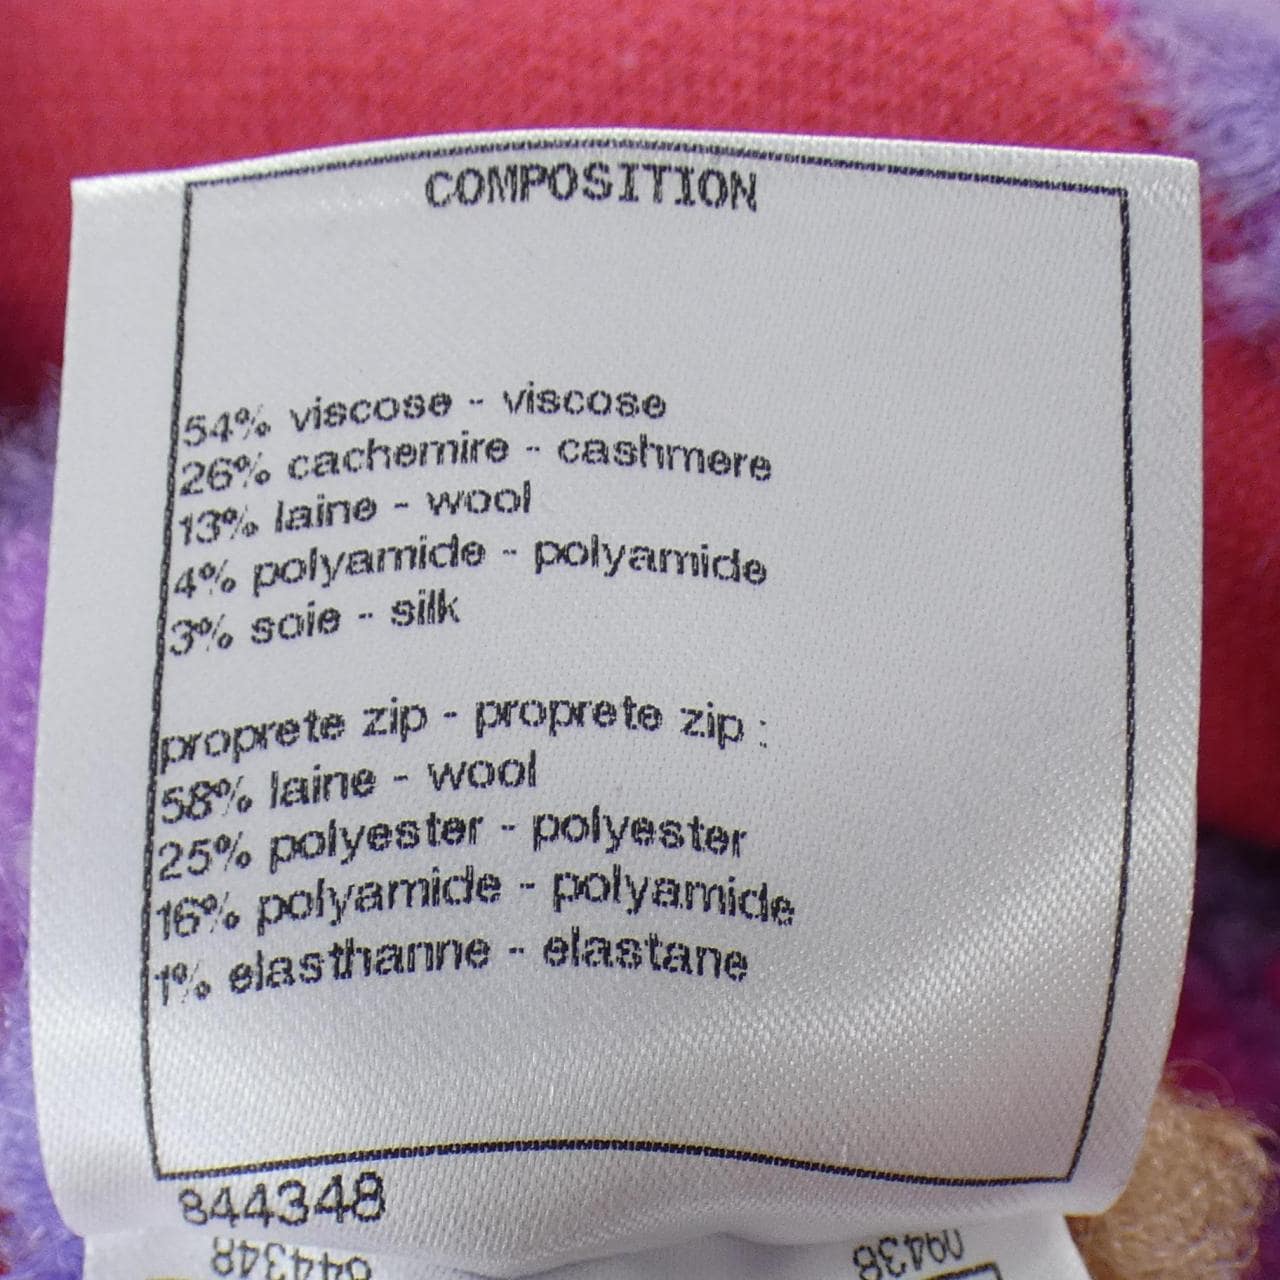 COMPOSITION
54% viscose - viscose
26% cachemire - cashmere
13% laine - wool
4% polyamide - polyamide
3% soie - silk
proprete zip - proprete zip :
58% laine - wool
25% polyester - polyester
16% polyamide - polyamide
1% elasthanne - elastane
844348
844348